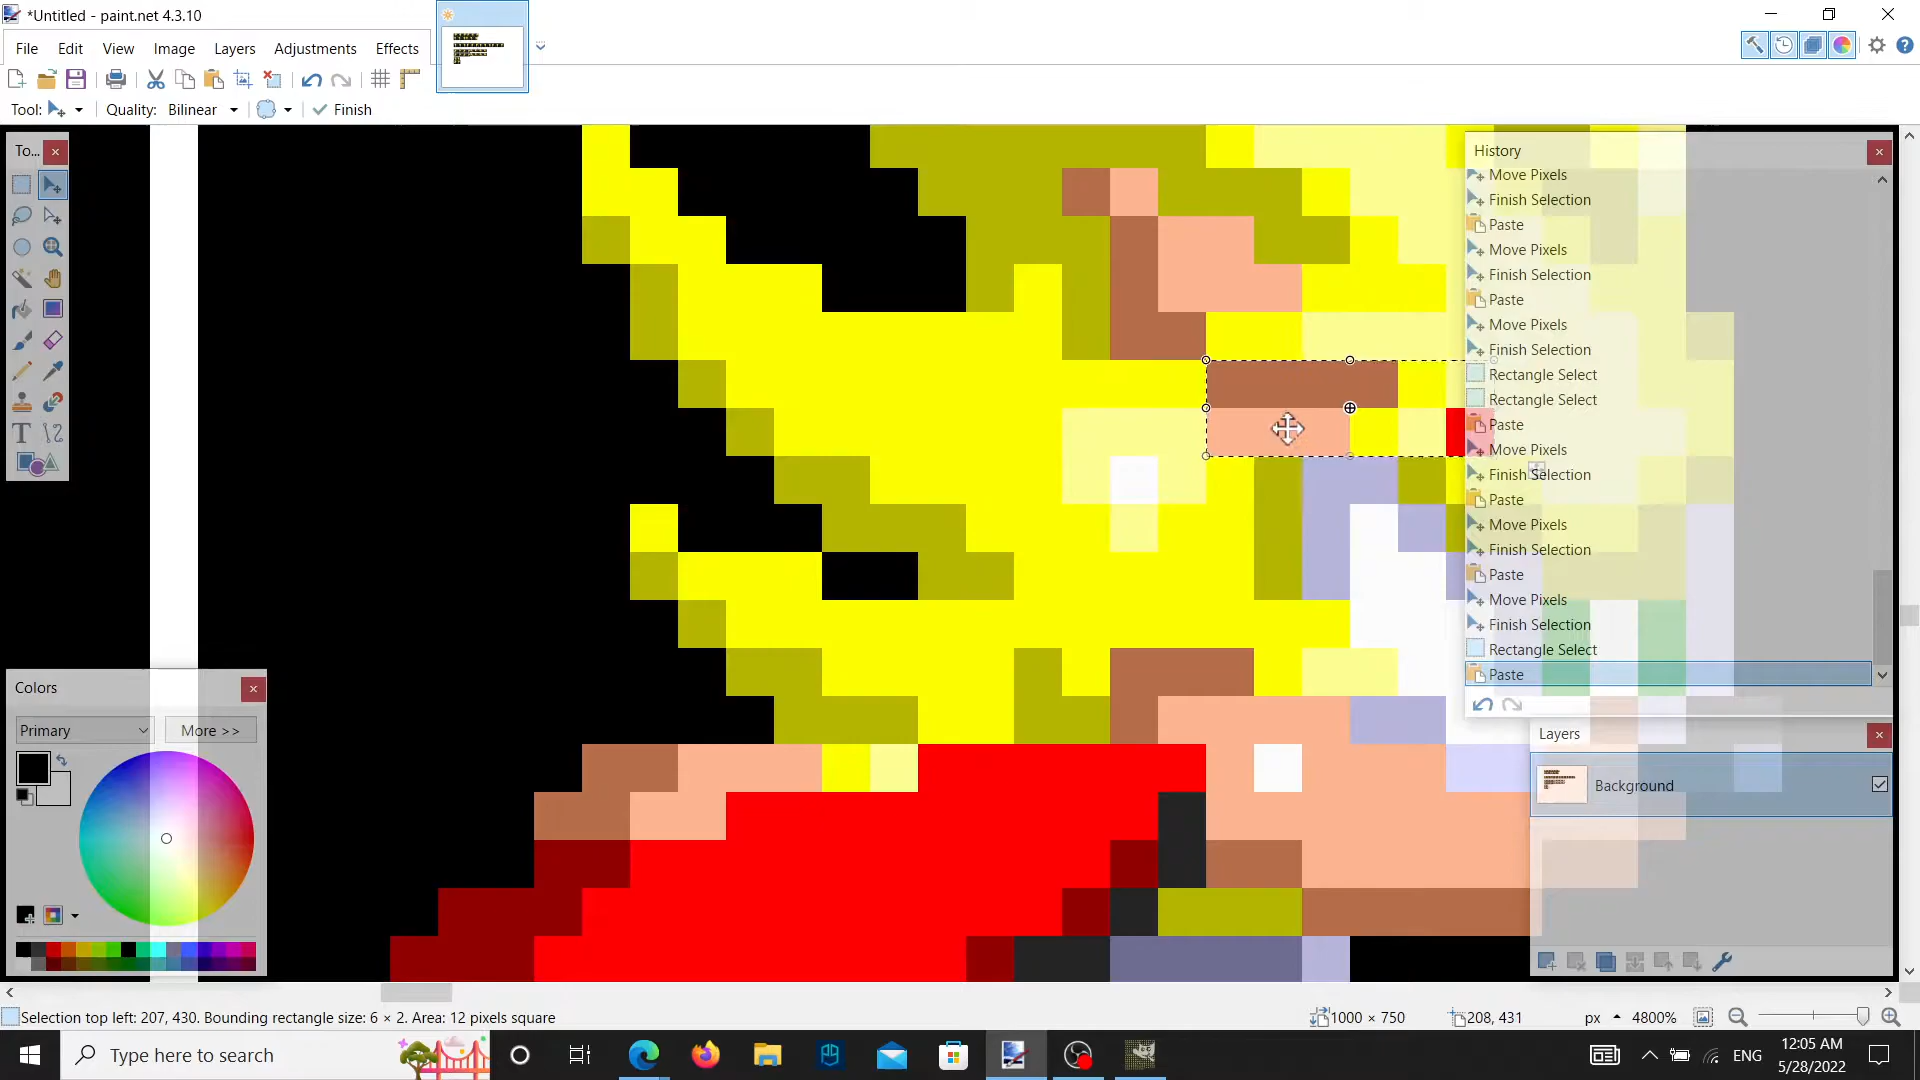 *Untitled - paint.net 4.3.10
File Edit View Image Layers Adjustments Effects
Tool: Quality: Bilinear Finish
To...
History
Move Pixels
Finish Selection
Paste
Move Pixels
Finish Selection
Paste
Move Pixels
Finish Selection
Rectangle Select
Rectangle Select
Paste
Move Pixels
Finish Selection
Paste
Move Pixels
Finish Selection
Paste
Move Pixels
Finish Selection
Rectangle Select
Paste
Colors
Primary More >>
Layers
Background
Selection top left: 207, 430. Bounding rectangle size: 6 × 2. Area: 12 pixels square 1000 × 750 208, 431 px 4800%
Type here to search
ENG
12:05 AM
5/28/2022